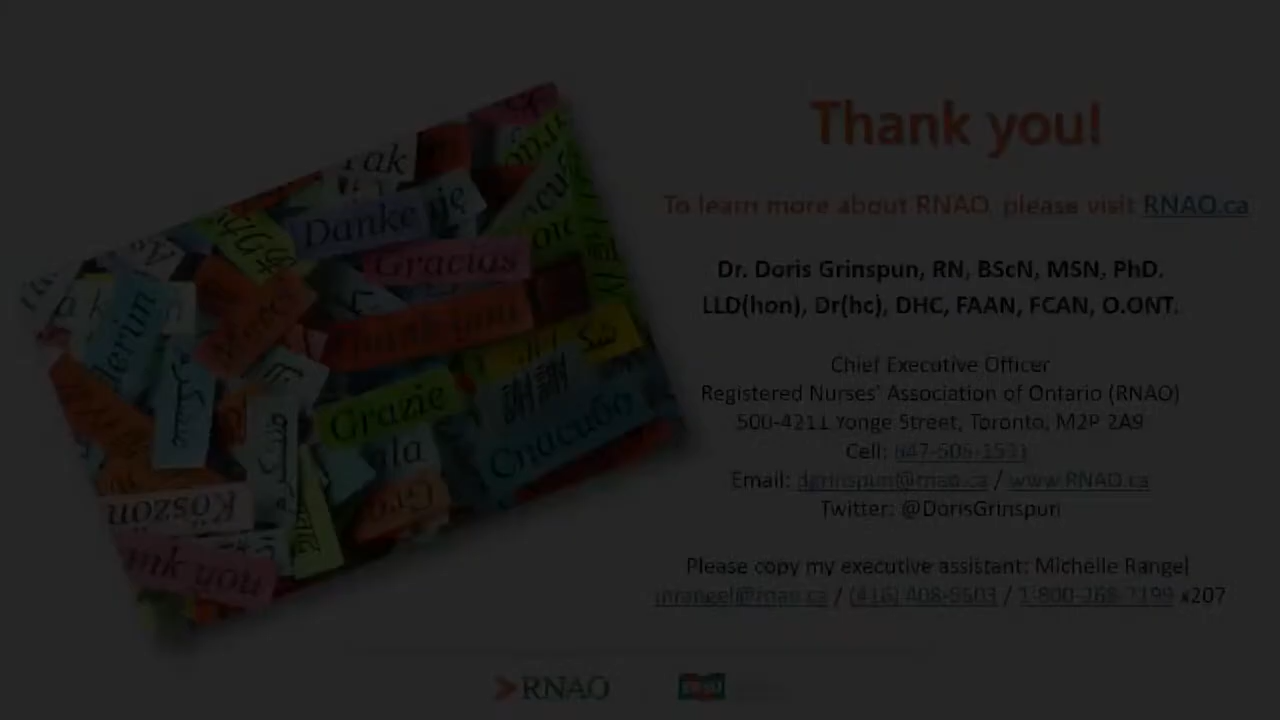 Thank you!
To learn more about RNAO, please visit RNAO.ca
Dr. Doris Grinspun, RN, BScN, MSN, PhD,
LLD(hon), Dr(hc), DHC, FAAN, FCAN, O.ONT.
Chief Executive Officer
Registered Nurses' Association of Ontario (RNAO)
500-4211 Yonge Street, Toronto, M2P 2A9
Cell:
Email: dgrinspun@rnao.ca / www.RNAO.ca
Twitter: @DorisGrinspun
Please copy my executive assistant: Michelle Rangel
mrangel@rnao.ca / (416) 408-5603 / 1-800-268-7199 x207
Danke
Gracias
Thank you
Grazie
Спасибо
Köszön
RNAO